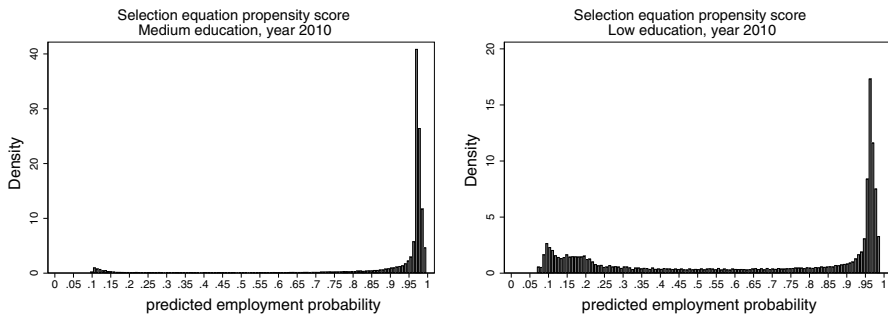 Selection equation propensity score
Medium education, year 2010
Density
40
30
20
10
0
0 .05 .1 .15 .2 .25 .3 .35 .4 .45 .5 .55 .6 .65 .7 .75 .8 .85 .9 .95 1
predicted employment probability
Selection equation propensity score
Low education, year 2010
Density
20
15
10
5
0
0 .05 .1 .15 .2 .25 .3 .35 .4 .45 .5 .55 .6 .65 .7 .75 .8 .85 .9 .95 1
predicted employment probability